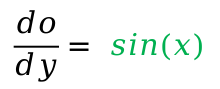 do/dy = sin(x)